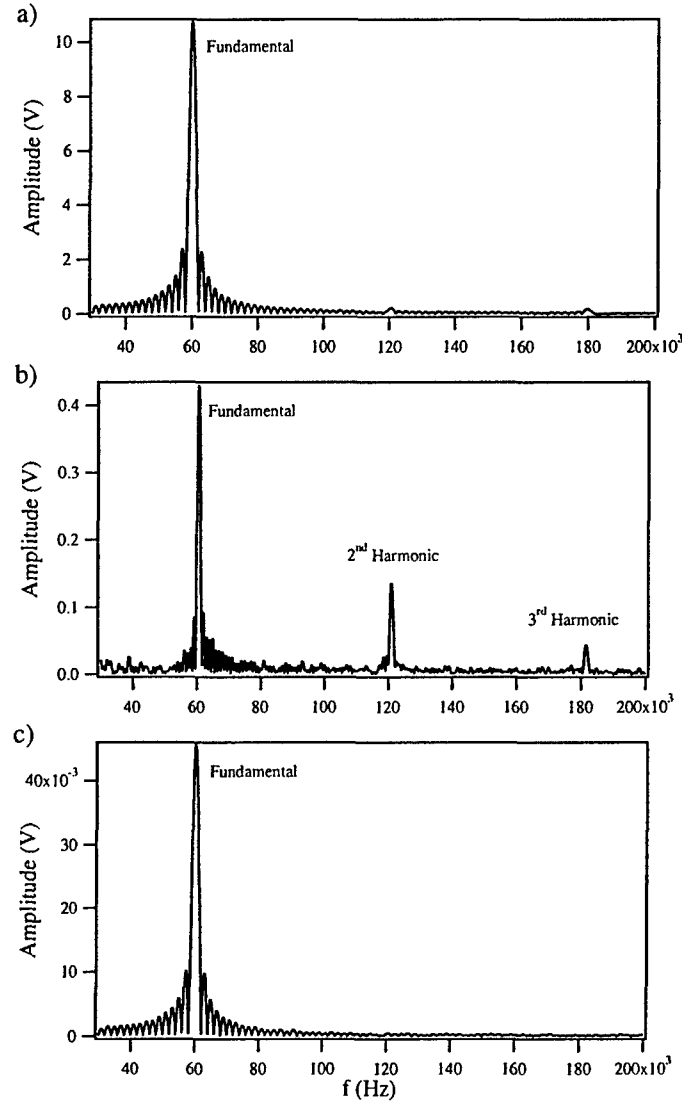 a)
10
8
6
4
2
0
Amplitude (V)
Fundamental
40
60
80
100
120
140
160
180
200x10³
b)
0.4
0.3
0.2
0.1
0.0
Amplitude (V)
Fundamental
2nd Harmonic
3rd Harmonic
40
60
80
100
120
140
160
180
200x10³
c)
40x10⁻³
30
20
10
0
Amplitude (V)
Fundamental
40
60
80
100
120
140
160
180
200x10³
f (Hz)